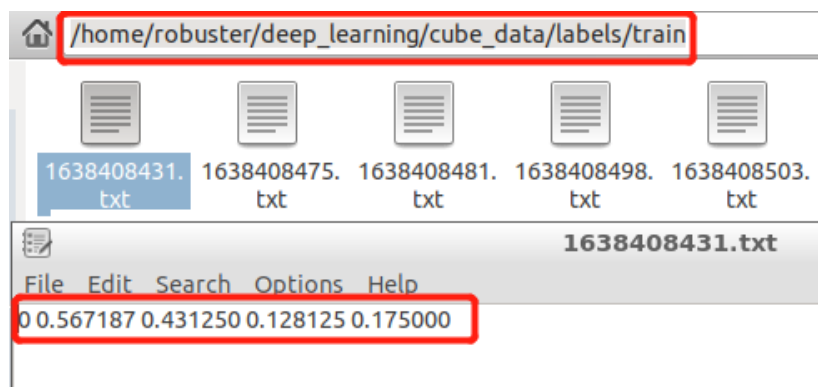 /home/robuster/deep_learning/cube_data/labels/train
1638408431. 1638408475. 1638408481. 1638408498. 1638408503.
txt txt txt txt txt
1638408431.txt
File Edit Search Options Help
0 0.567187 0.431250 0.128125 0.175000